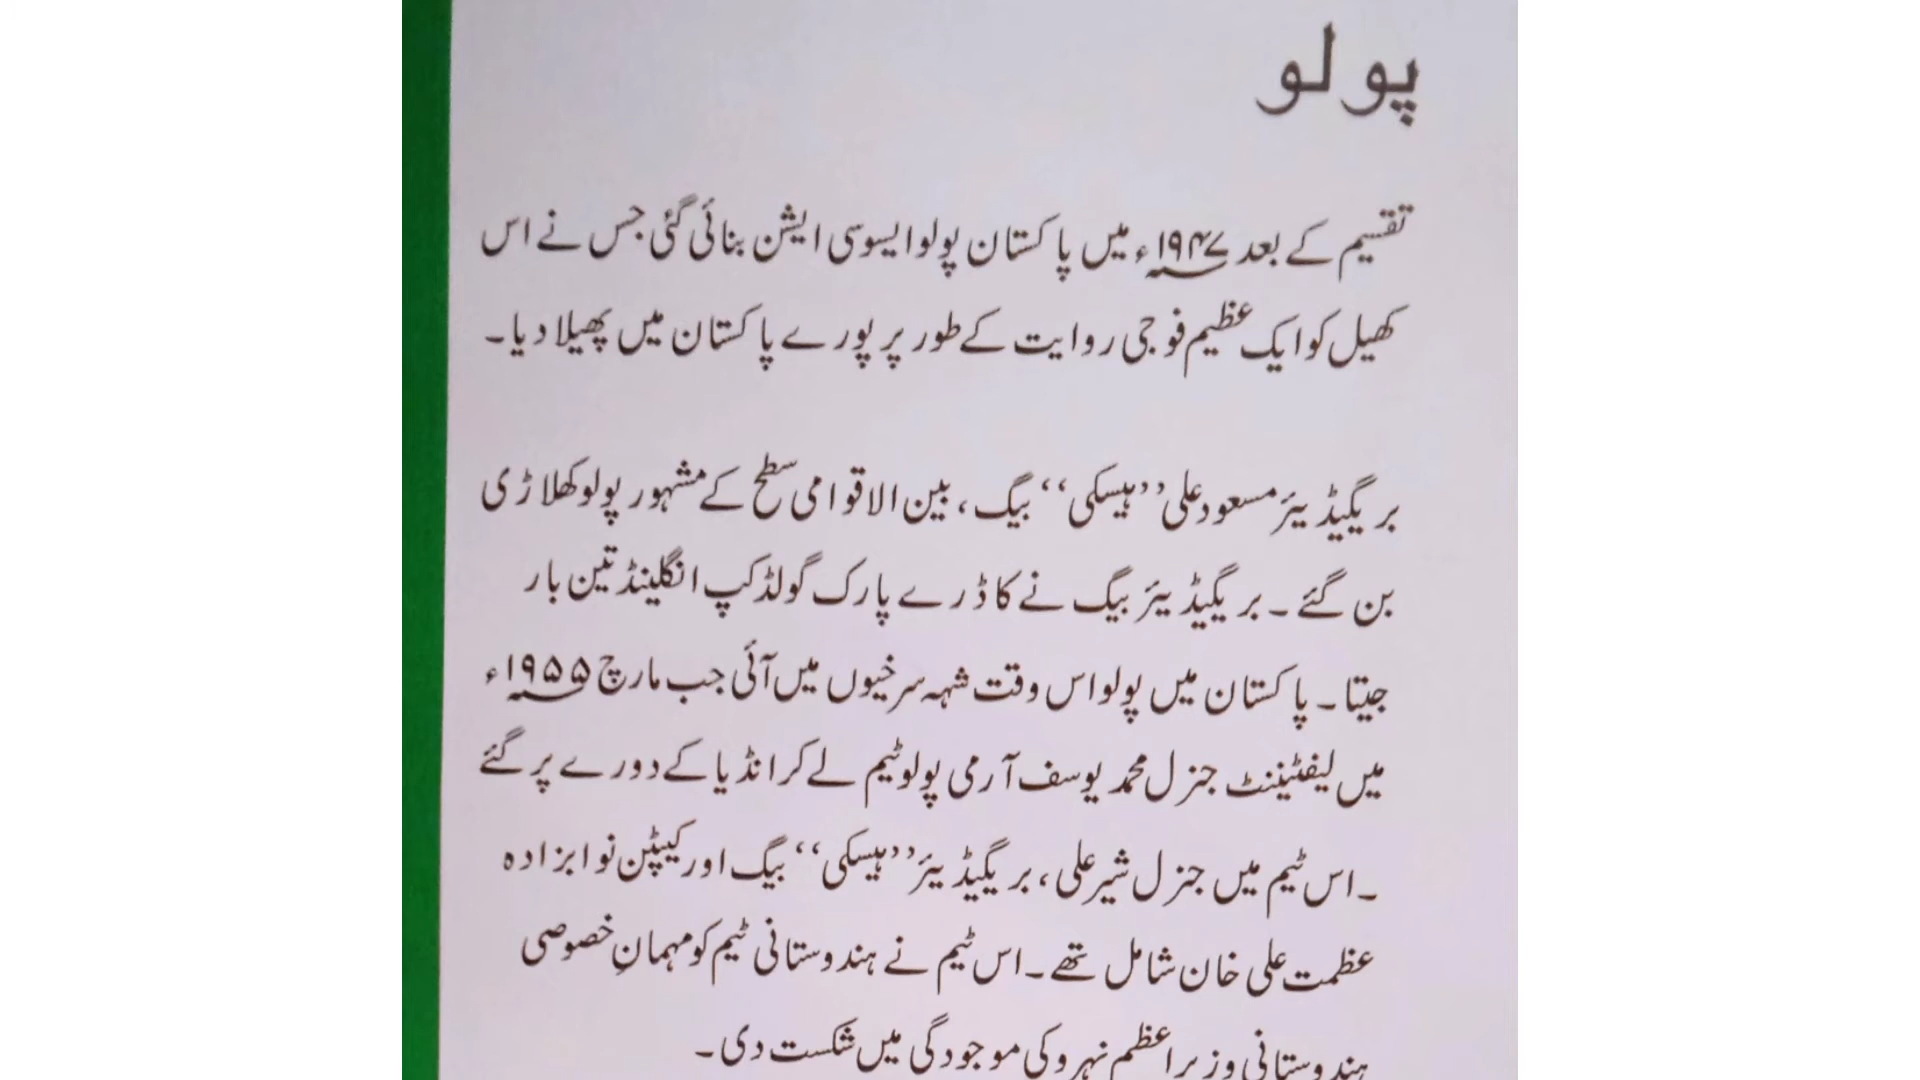 پولو
تقسیم کے بعد ۱۹۴۷ء میں پاکستان پولو ایسوسی ایشن بنائی گئی جس نے اس
کھیل کو ایک عظیم فوجی روایت کے طور پر پورے پاکستان میں پھیلا دیا۔
بریگیڈیئر مسعود علی ’’ہیسکی‘‘ بیگ، بین الاقوامی سطح کے مشہور پولو کھلاڑی
بن گئے۔ بریگیڈیئر بیگ نے کاڈرے پارک گولڈ کپ انگلینڈ تین بار
جیتا۔ پاکستان میں پولو اس وقت شہہ سرخیوں میں آئی جب مارچ ۱۹۵۵ء
میں لیفٹیننٹ جنرل محمد یوسف آرمی پولو ٹیم لے کر انڈیا کے دورے پر گئے
۔اس ٹیم میں جنرل شیر علی، بریگیڈیئر ’’ہیسکی‘‘ بیگ اور کیپٹن نوابزادہ
عظمت علی خان شامل تھے۔ اس ٹیم نے ہندوستانی ٹیم کو مہمانِ خصوصی
ہندوستانی وزیراعظم نہرو کی موجودگی میں شکست دی۔